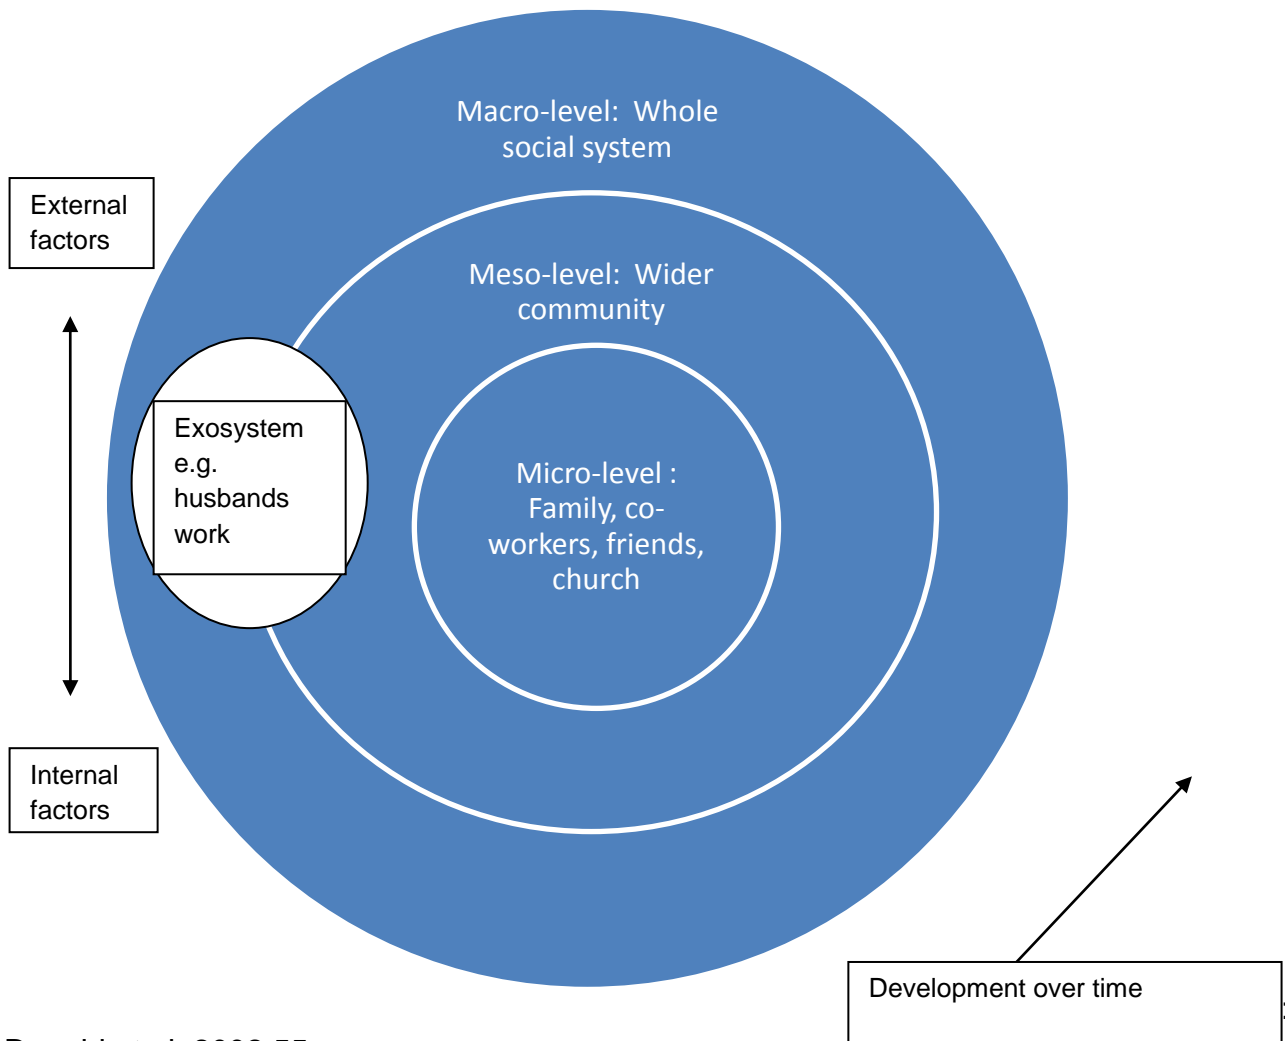 Macro-level:  Whole
social system
External
factors
Meso-level:  Wider
community
Exosystem
e.g.
husbands
work
Micro-level :
Family, co-
workers, friends,
church
Internal
factors
Development over time